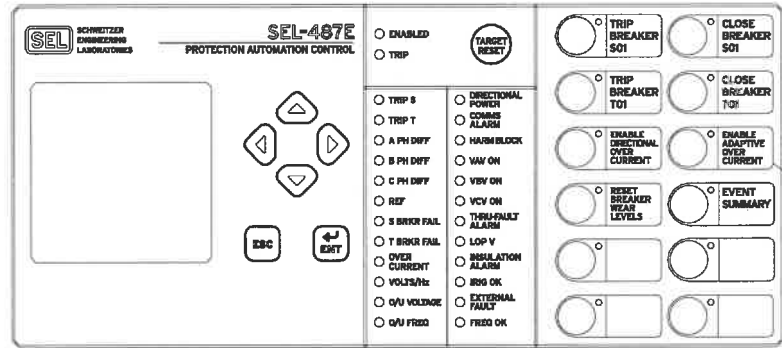 SEL
SCHWEITZER
ENGINEERING
LABORATORIES
SEL-487E
PROTECTION AUTOMATION CONTROL
ESC
ENT
ENABLED
TRIP
TARGET
RESET
TRIP S
TRIP T
A PH DIFF
B PH DIFF
C PH DIFF
REF
S BRKR FAIL
T BRKR FAIL
OVER
CURRENT
VOLTS/Hz
O/U VOLTAGE
O/U FREQ
DIRECTIONAL
POWER
COMMS
ALARM
HARM BLOCK
VAV ON
VBV ON
VCV ON
THRU-FAULT
ALARM
LOP V
INSULATION
ALARM
IRIG OK
EXTERNAL
FAULT
FREQ OK
TRIP
BREAKER
S01
CLOSE
BREAKER
S01
TRIP
BREAKER
T01
CLOSE
BREAKER
T01
ENABLE
DIRECTIONAL
OVER
CURRENT
ENABLE
ADAPTIVE
OVER
CURRENT
RESET
BREAKER
WEAR
LEVELS
EVENT
SUMMARY